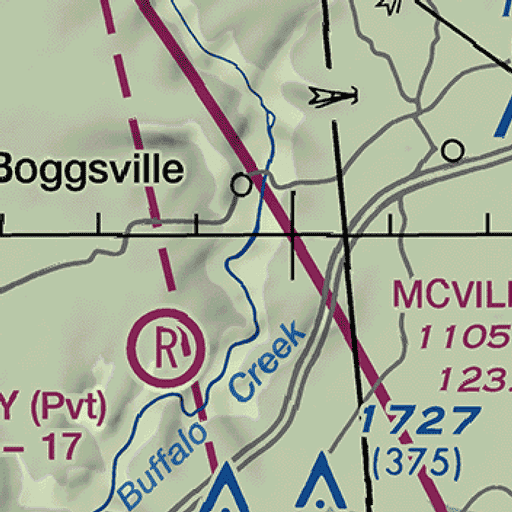 Boggsville
MCVILL
1105
123.
R
Creek
Y (Pvt)
- 17
1727
(375)
Buffalo